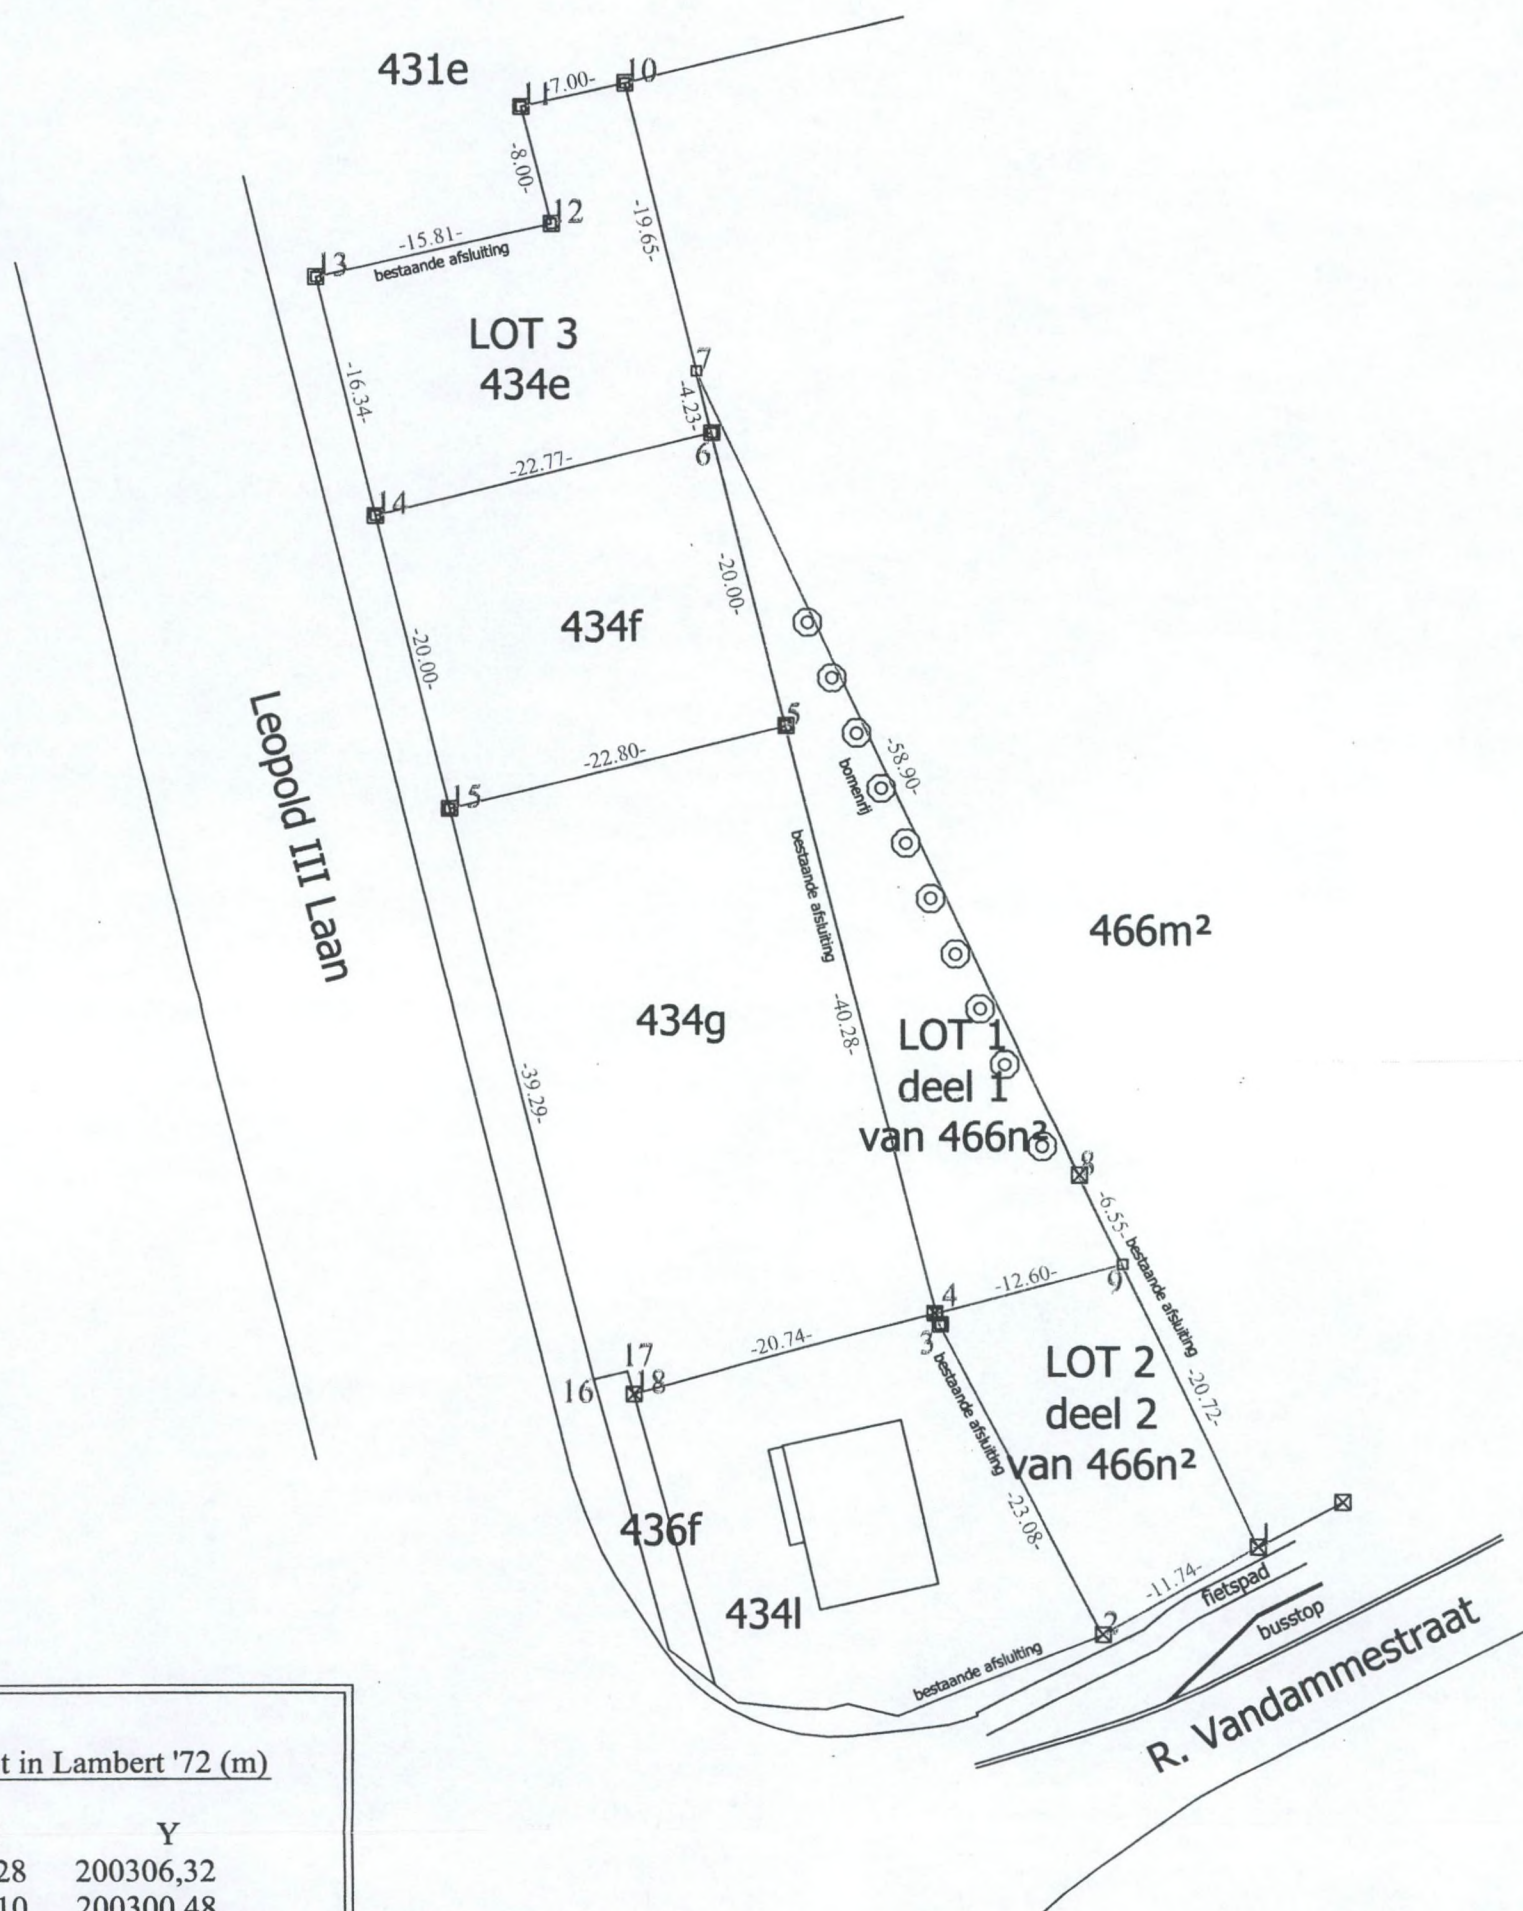 431e
10
11
-7.00-
-8.00-
12
-19.65-
-15.81-
bestaande afsluiting
13
LOT 3
434e
7
-16.34-
-4.23-
6
-22.77-
14
-20.00-
434f
-20.00-
5
-22.80-
15
-58.90-
bomenrij
Leopold III Laan
bestaande afsluiting
466m²
434g
-40.28-
LOT 1
deel 1
van 466n²
-39.29-
8
-6.55-
bestaande afsluiting
9
-12.60-
4
3
-20.74-
17
16
18
bestaande afsluiting
LOT 2
deel 2
van 466n²
-20.72-
-23.08-
436f
1
434l
-11.74-
fietspad
busstop
2
bestaande afsluiting
R. Vandammestraat
t in Lambert '72 (m)
Y
28 200306,32
10 200300,48